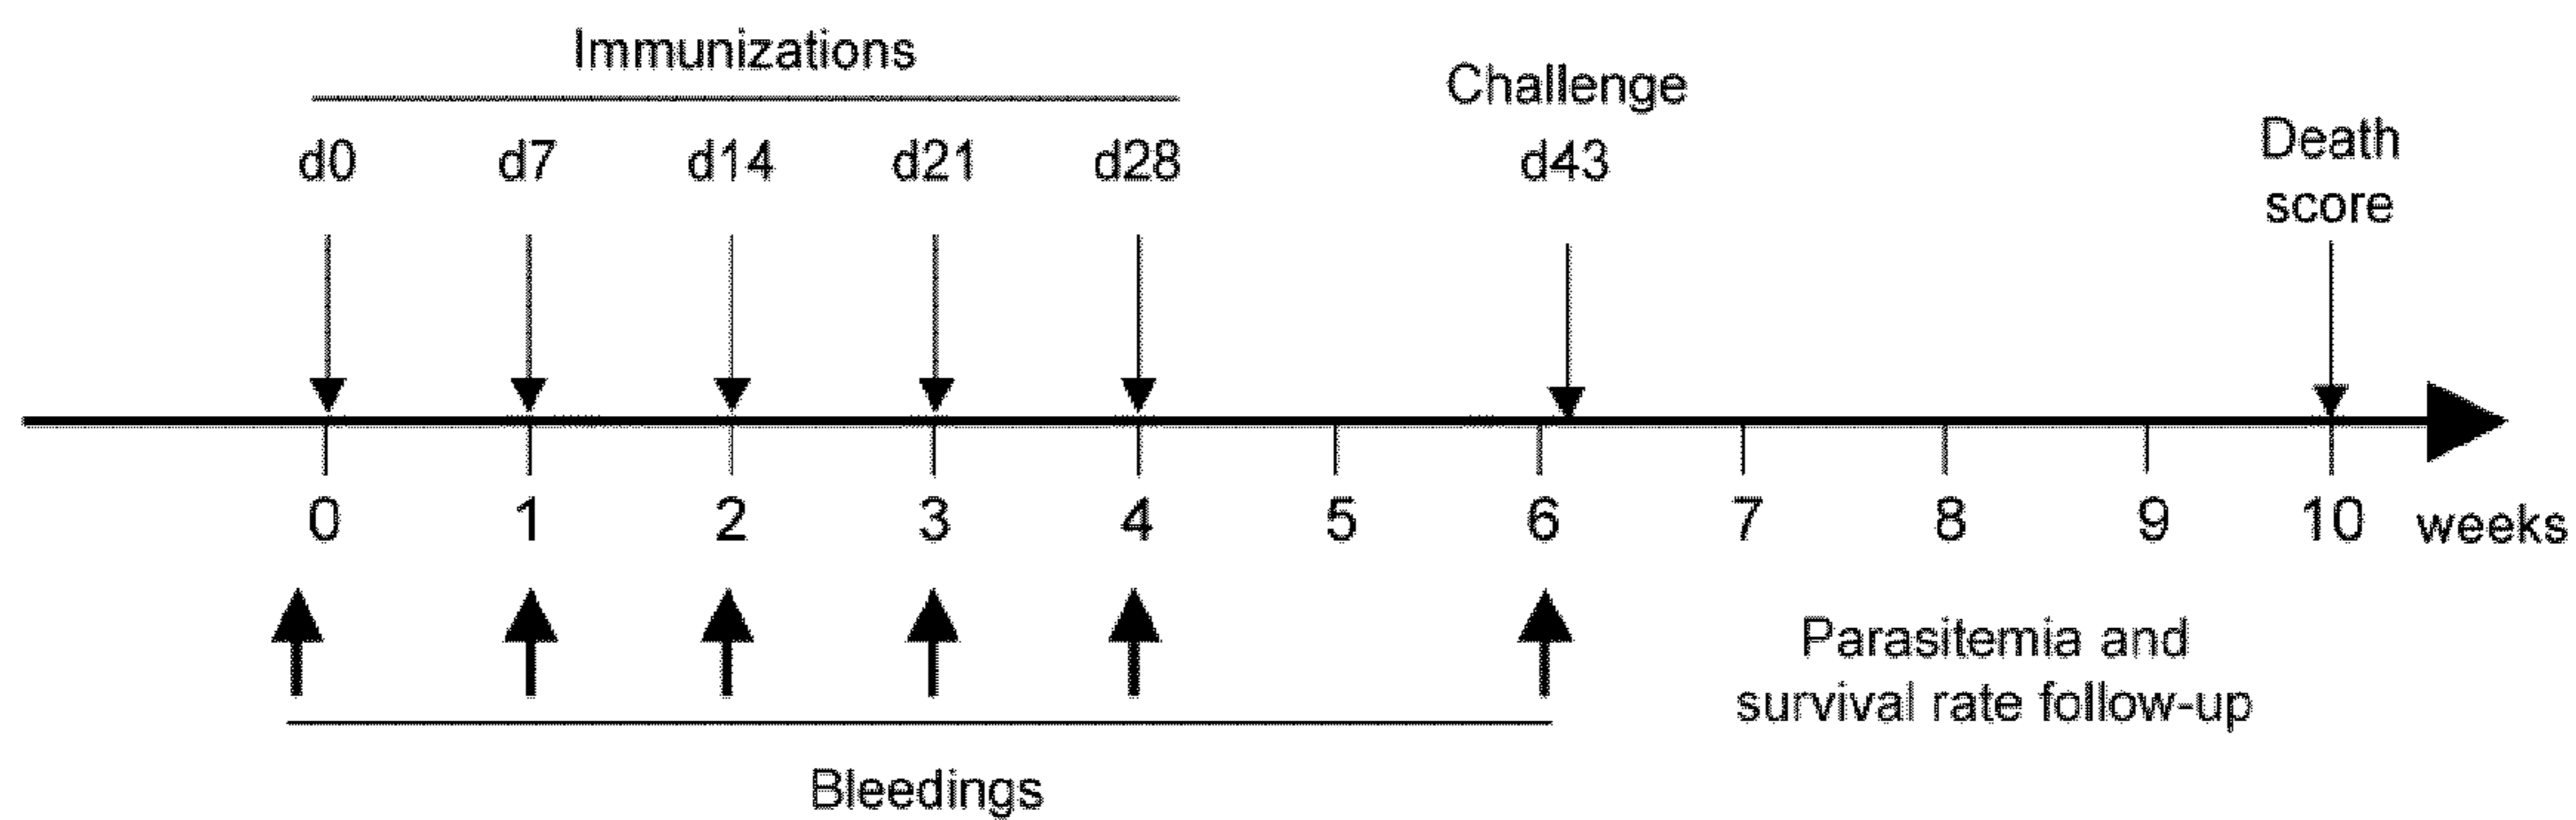 Immunizations
Challenge
Death
score
d0 d7 d14 d21 d28 d43
0 1 2 3 4 5 6 7 8 9 10 weeks
Parasitemia and
survival rate follow-up
Bleedings